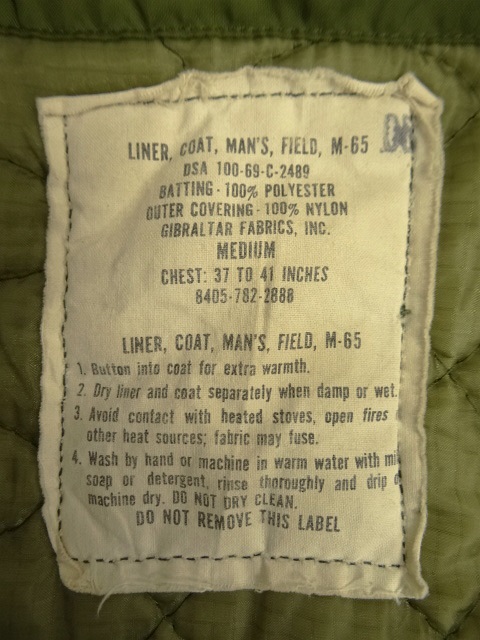 LINER, COAT, MAN'S, FIELD, M-65
DSA 100-69-C-2489
BATTING - 100% POLYESTER
OUTER COVERING - 100% NYLON
GIBRALTAR FABRICS, INC.
MEDIUM
CHEST: 37 TO 41 INCHES
8405-782-2888
LINER, COAT, MAN'S, FIELD, M-65
1. Button into coat for extra warmth.
2. Dry liner and coat separately when damp or wet.
3. Avoid contact with heated stoves, open fires
other heat sources; fabric may fuse.
4. Wash by hand or machine in warm water with
soap or detergent, rinse thoroughly and drip
machine dry. DO NOT DRY CLEAN.
DO NOT REMOVE THIS LABEL